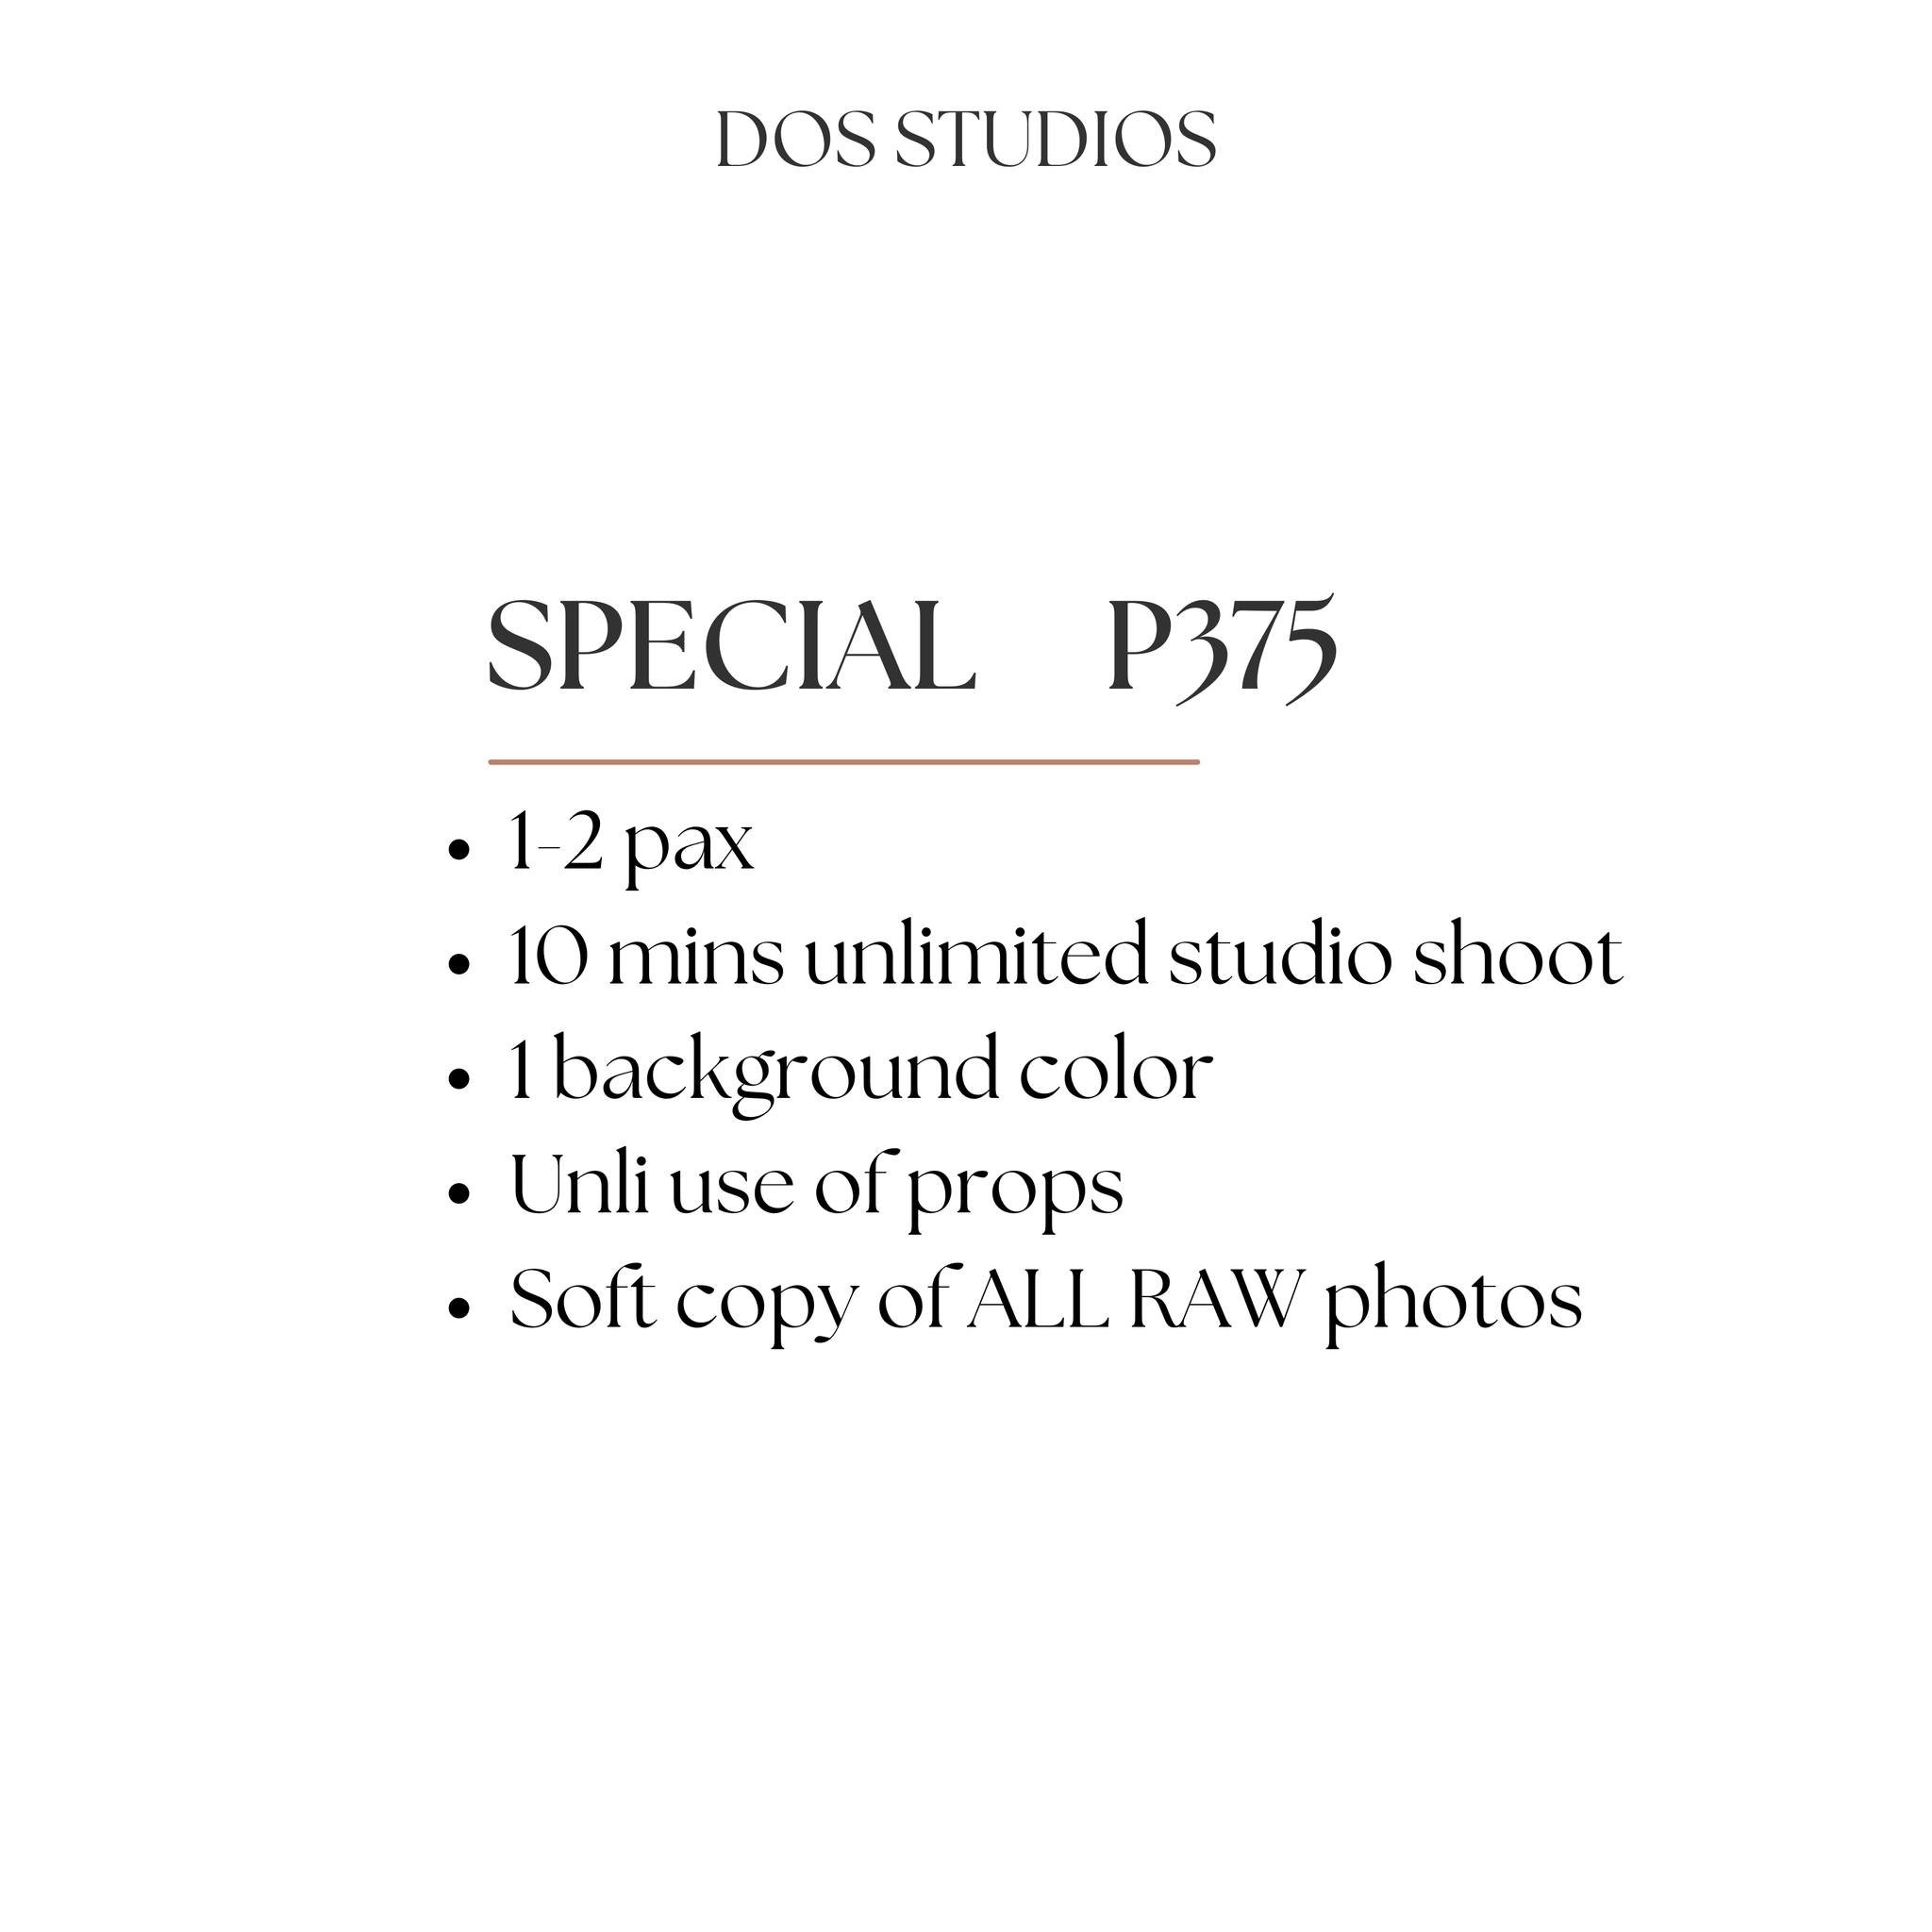 DOS STUDIOS
SPECIAL P375
• 1-2 pax
• 10 mins unlimited studio shoot
• 1 background color
• Unli use of props
• Soft copy of ALL RAW photos